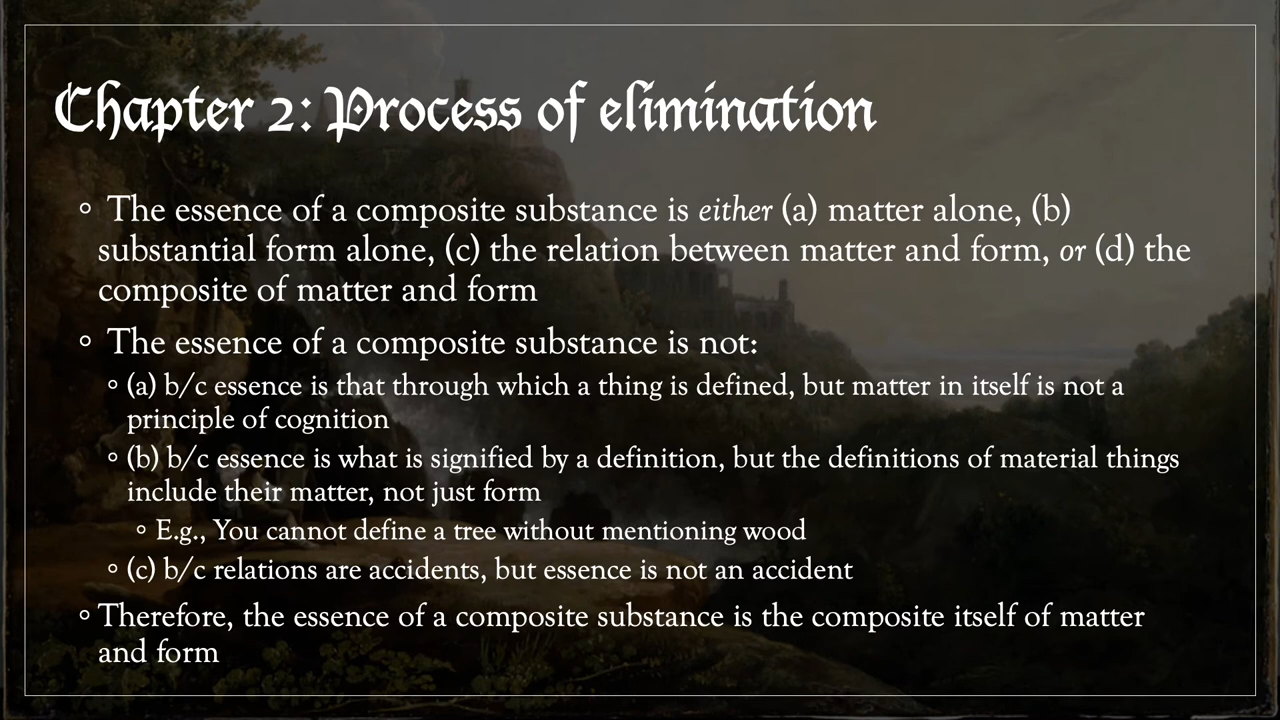 Chapter 2: Process of elimination
◦ The essence of a composite substance is either (a) matter alone, (b)
substantial form alone, (c) the relation between matter and form, or (d) the
composite of matter and form
◦ The essence of a composite substance is not:
◦ (a) b/c essence is that through which a thing is defined, but matter in itself is not a
principle of cognition
◦ (b) b/c essence is what is signified by a definition, but the definitions of material things
include their matter, not just form
◦ E.g., You cannot define a tree without mentioning wood
◦ (c) b/c relations are accidents, but essence is not an accident
◦ Therefore, the essence of a composite substance is the composite itself of matter
and form